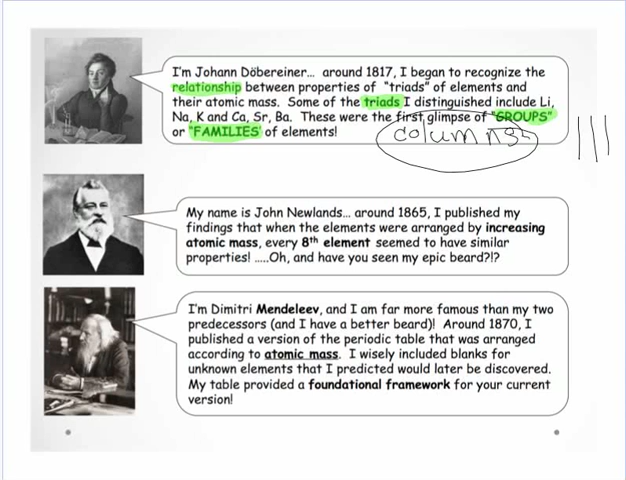 I'm Johann Döbereiner... around 1817, I began to recognize the
relationship between properties of "triads" of elements and
their atomic mass. Some of the triads I distinguished include Li,
Na, K and Ca, Sr, Ba. These were the first glimpse of "GROUPS"
or "FAMILIES" of elements!
columns
My name is John Newlands... around 1865, I published my
findings that when the elements were arranged by increasing
atomic mass, every 8th element seemed to have similar
properties! .....Oh, and have you seen my epic beard?!?
I'm Dimitri Mendeleev, and I am far more famous than my two
predecessors (and I have a better beard)! Around 1870, I
published a version of the periodic table that was arranged
according to atomic mass. I wisely included blanks for
unknown elements that I predicted would later be discovered.
My table provided a foundational framework for your current
version!